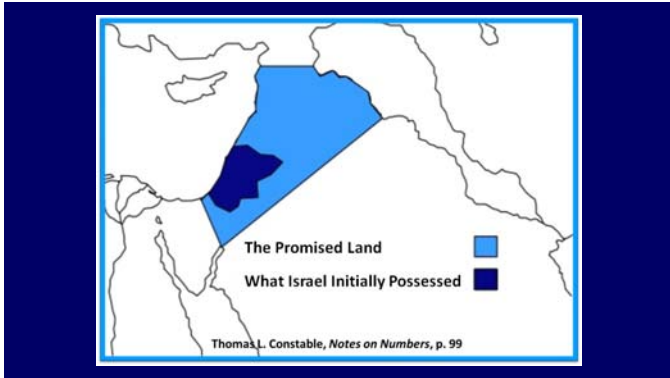 The Promised Land
What Israel Initially Possessed
Thomas L. Constable, Notes on Numbers, p. 99